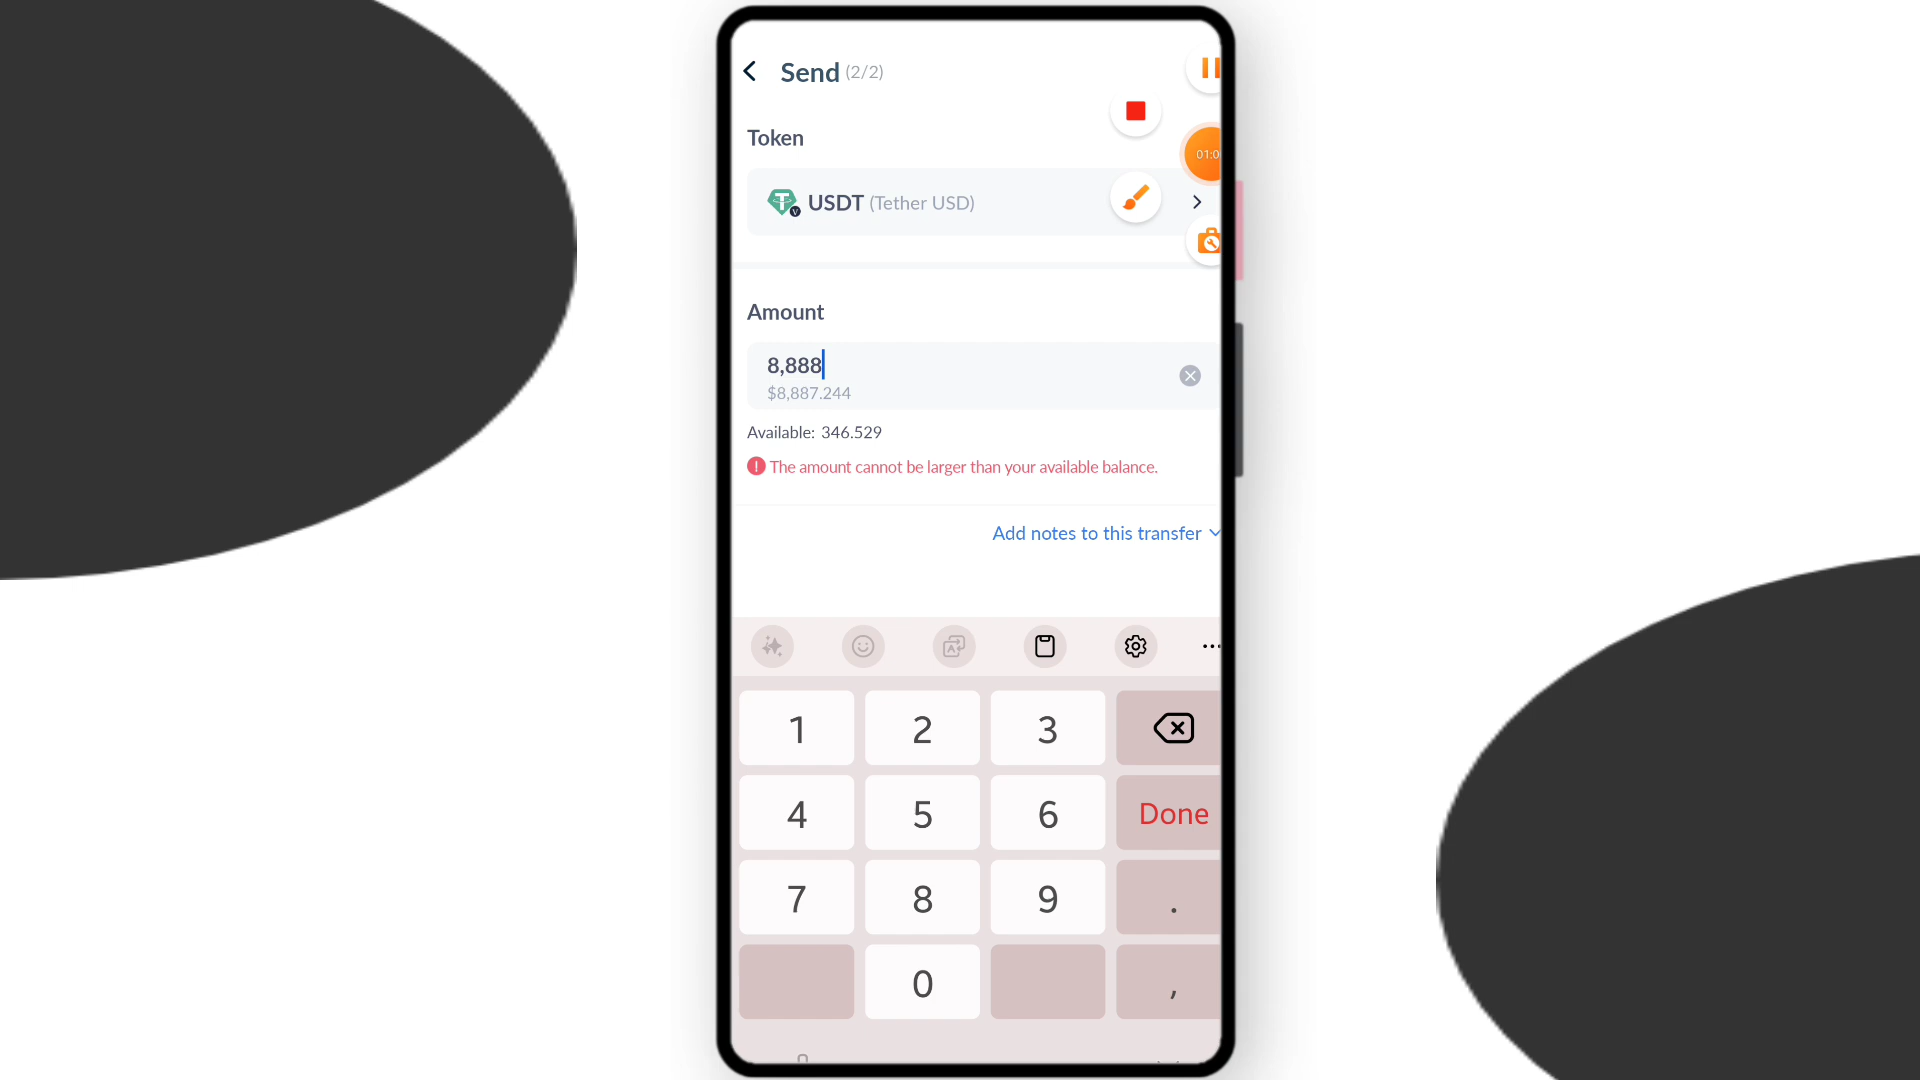 Send (2/2)
01:0
Token
USDT (Tether USD)
Amount
8,888
$8,887.244
Available: 346.529
The amount cannot be larger than your available balance.
Add notes to this transfer
1 2 3
4 5 6 Done
7 8 9 .
0 ,